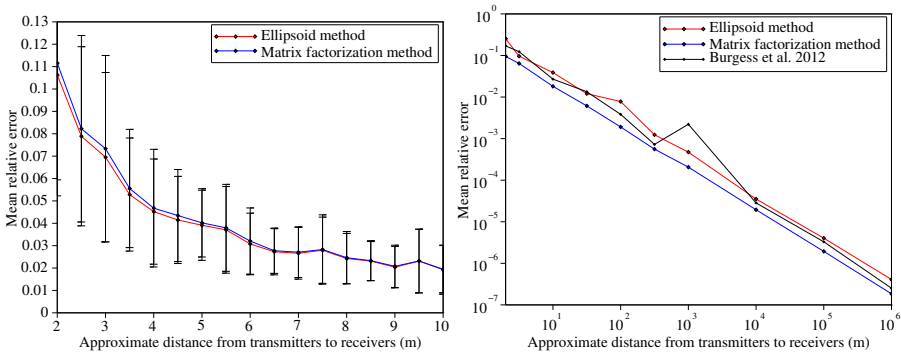 0.13
0.12
0.11
0.10
0.09
0.08
0.07
0.06
0.05
0.04
0.03
0.02
0.01
0
Mean relative error
2 3 4 5 6 7 8 9 10
Approximate distance from transmitters to receivers (m)
Ellipsoid method
Matrix factorization method
10^0
10^−1
10^−2
10^−3
10^−4
10^−5
10^−6
10^−7
Mean relative error
10^1 10^2 10^3 10^4 10^5 10^6
Approximate distance from transmitters to receivers (m)
Ellipsoid method
Matrix factorization method
Burgess et al. 2012